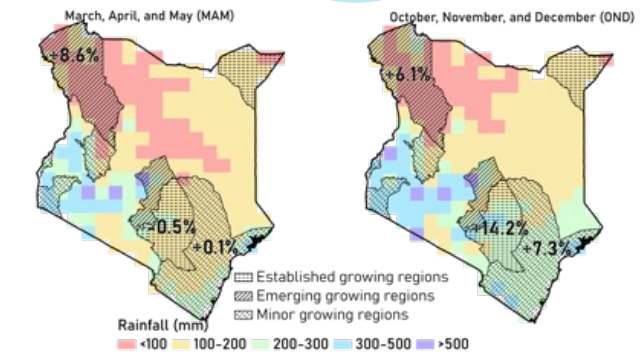 March, April, and May (MAM)
October, November, and December (OND)
+8.6%
+6.1%
-0.5%
+0.1%
+14.2%
+7.3%
Established growing regions
Emerging growing regions
Minor growing regions
Rainfall (mm)
<100 100-200 200-300 300-500 >500